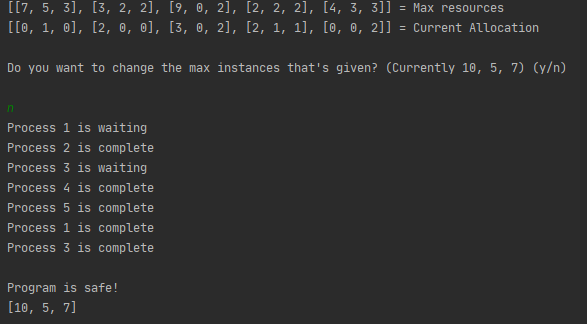 [[7, 5, 3], [3, 2, 2], [9, 0, 2], [2, 2, 2], [4, 3, 3]] = Max resources
[[0, 1, 0], [2, 0, 0], [3, 0, 2], [2, 1, 1], [0, 0, 2]] = Current Allocation
Do you want to change the max instances that's given? (Currently 10, 5, 7) (y/n)
n
Process 1 is waiting
Process 2 is complete
Process 3 is waiting
Process 4 is complete
Process 5 is complete
Process 1 is complete
Process 3 is complete
Program is safe!
[10, 5, 7]